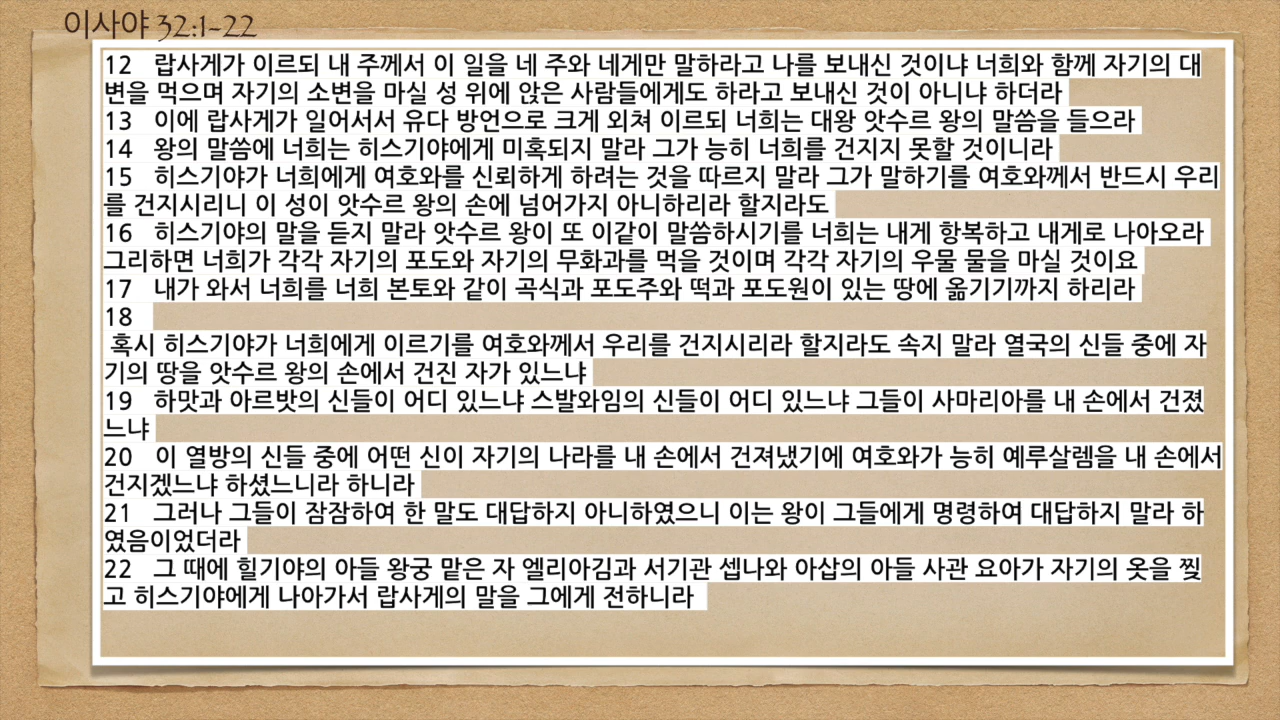 이사야 32:1-22
12 랍사게가 이르되 내 주께서 이 일을 네 주와 네게만 말하라고 나를 보내신 것이냐 너희와 함께 자기의 대
변을 먹으며 자기의 소변을 마실 성 위에 앉은 사람들에게도 하라고 보내신 것이 아니냐 하더라
13 이에 랍사게가 일어서서 유다 방언으로 크게 외쳐 이르되 너희는 대왕 앗수르 왕의 말씀을 들으라
14 왕의 말씀에 너희는 히스기야에게 미혹되지 말라 그가 능히 너희를 건지지 못할 것이니라
15 히스기야가 너희에게 여호와를 신뢰하게 하려는 것을 따르지 말라 그가 말하기를 여호와께서 반드시 우리
를 건지시리니 이 성이 앗수르 왕의 손에 넘어가지 아니하리라 할지라도
16 히스기야의 말을 듣지 말라 앗수르 왕이 또 이같이 말씀하시기를 너희는 내게 항복하고 내게로 나아오라
그리하면 너희가 각각 자기의 포도와 자기의 무화과를 먹을 것이며 각각 자기의 우물 물을 마실 것이요
17 내가 와서 너희를 너희 본토와 같이 곡식과 포도주와 떡과 포도원이 있는 땅에 옮기기까지 하리라
18
혹시 히스기야가 너희에게 이르기를 여호와께서 우리를 건지시리라 할지라도 속지 말라 열국의 신들 중에 자
기의 땅을 앗수르 왕의 손에서 건진 자가 있느냐
19 하맛과 아르밧의 신들이 어디 있느냐 스발와임의 신들이 어디 있느냐 그들이 사마리아를 내 손에서 건졌
느냐
20 이 열방의 신들 중에 어떤 신이 자기의 나라를 내 손에서 건져냈기에 여호와가 능히 예루살렘을 내 손에서
건지겠느냐 하셨느니라 하니라
21 그러나 그들이 잠잠하여 한 말도 대답하지 아니하였으니 이는 왕이 그들에게 명령하여 대답하지 말라 하
였음이었더라
22 그 때에 힐기야의 아들 왕궁 맡은 자 엘리아김과 서기관 셉나와 아삽의 아들 사관 요아가 자기의 옷을 찢
고 히스기야에게 나아가서 랍사게의 말을 그에게 전하니라